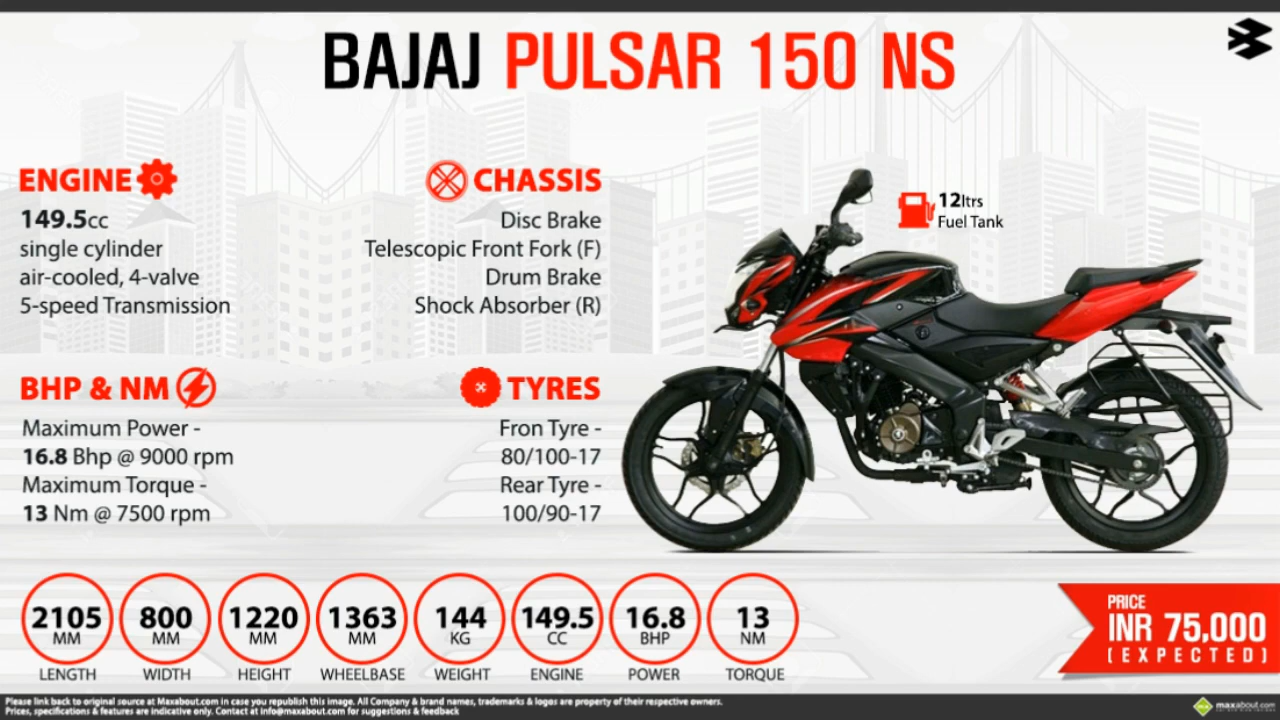 BAJAJ PULSAR 150 NS
ENGINE
149.5cc
single cylinder
air-cooled, 4-valve
5-speed Transmission
CHASSIS
Disc Brake
Telescopic Front Fork (F)
Drum Brake
Shock Absorber (R)
12ltrs
Fuel Tank
BHP & NM
Maximum Power -
16.8 Bhp @ 9000 rpm
Maximum Torque -
13 Nm @ 7500 rpm
TYRES
Fron Tyre -
80/100-17
Rear Tyre -
100/90-17
2105
MM
LENGTH
800
MM
WIDTH
1220
MM
HEIGHT
1363
MM
WHEELBASE
144
KG
WEIGHT
149.5
CC
ENGINE
16.8
BHP
POWER
13
NM
TORQUE
PRICE
INR 75,000
(EXPECTED)
Please link back to original source at Maxabout.com in case you republish this image. All Company & brand names, trademarks & logos are property of their respective owners.
Prices, specifications & features are indicative only. Contact at info@maxabout.com for suggestions & feedback
maxabout.com